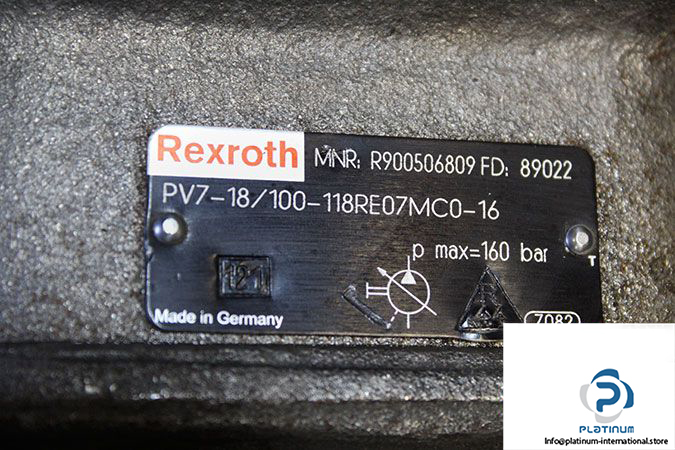 Rexroth MNR: R900506809 FD: 89022
PV7-18/100-118RE07MC0-16
p max=160 bar
121
T
Made in Germany
7082
PLATINUM
Info@platinum-international.store